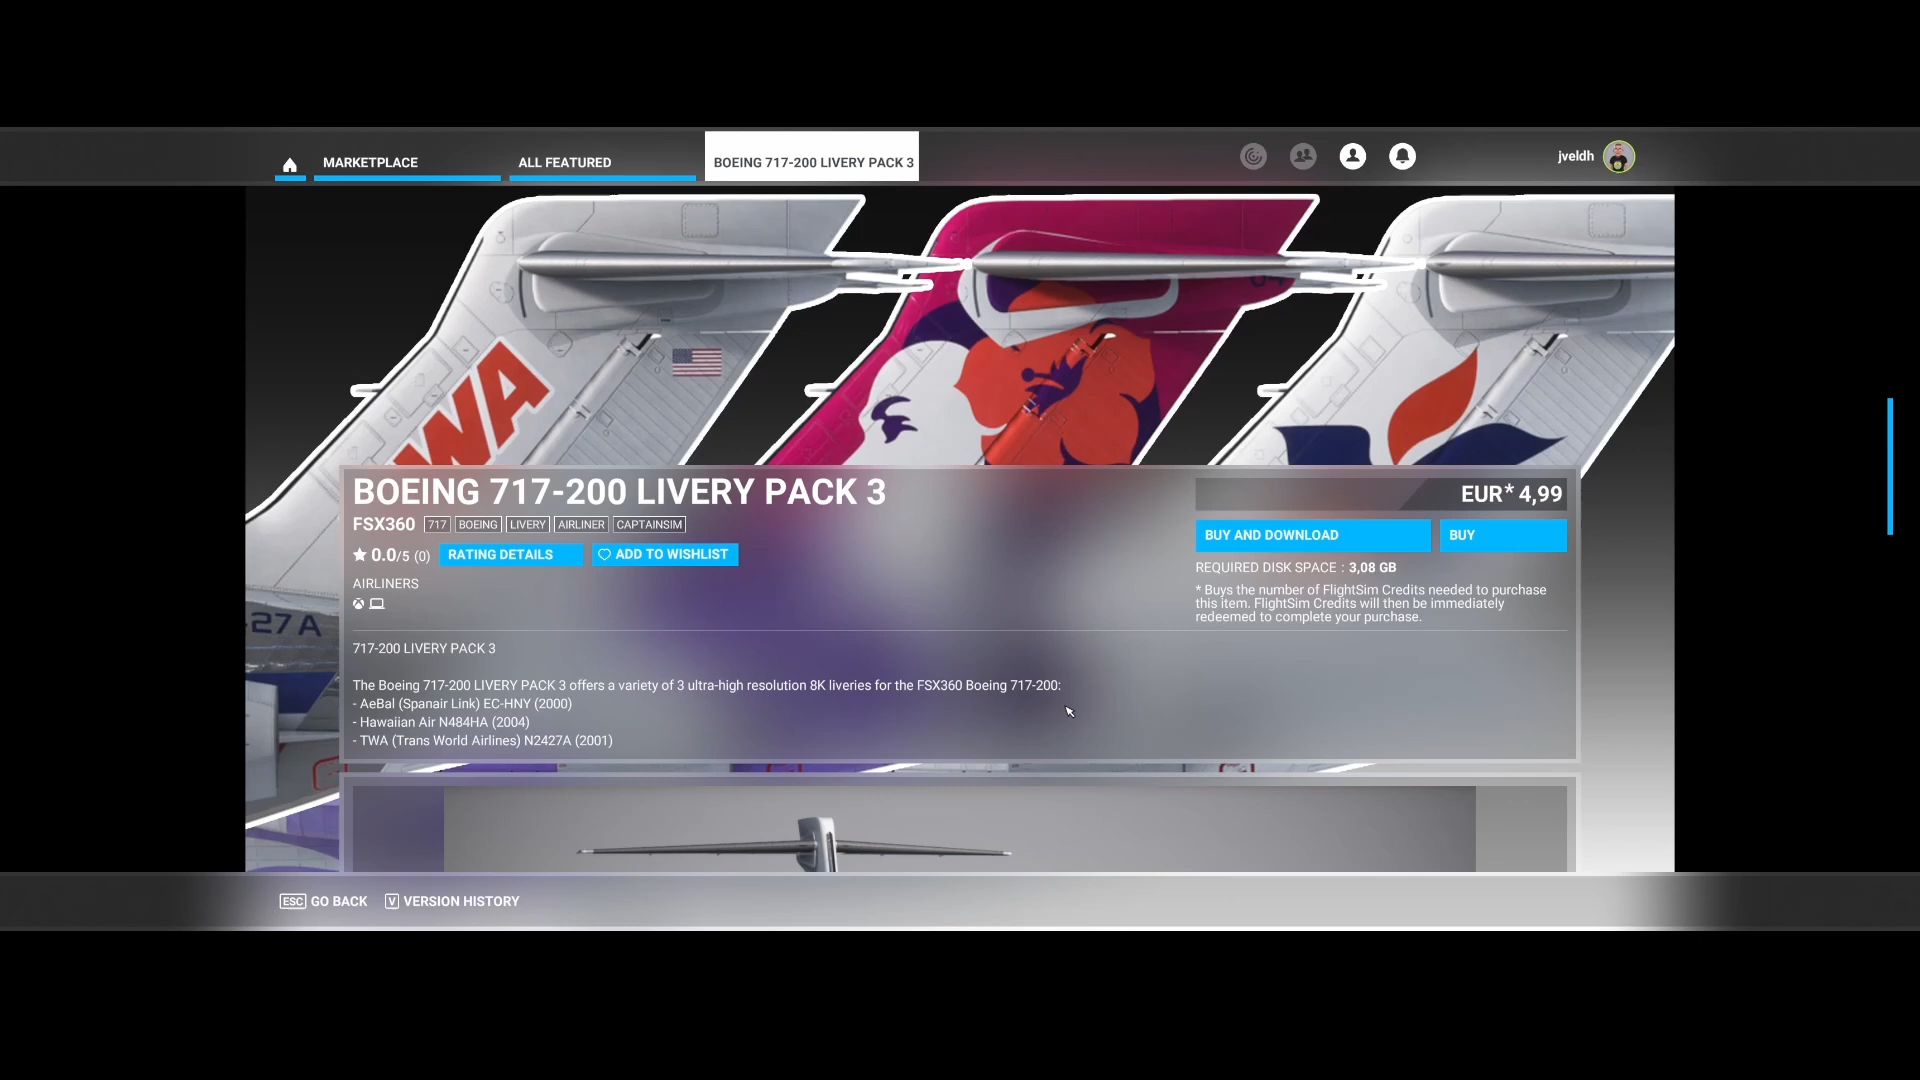 MARKETPLACE
ALL FEATURED
BOEING 717-200 LIVERY PACK 3
jveldh
WA
BOEING 717-200 LIVERY PACK 3
EUR* 4,99
FSX360 717 BOEING LIVERY AIRLINER CAPTAINSIM
BUY AND DOWNLOAD
BUY
0.0/5 (0) RATING DETAILS ADD TO WISHLIST
REQUIRED DISK SPACE : 3,08 GB
AIRLINERS
* Buys the number of FlightSim Credits needed to purchase
this item. FlightSim Credits will then be immediately
redeemed to complete your purchase.
-27A
717-200 LIVERY PACK 3
The Boeing 717-200 LIVERY PACK 3 offers a variety of 3 ultra-high resolution 8K liveries for the FSX360 Boeing 717-200:
- AeBal (Spanair Link) EC-HNY (2000)
- Hawaiian Air N484HA (2004)
- TWA (Trans World Airlines) N2427A (2001)
ESC GO BACK V VERSION HISTORY